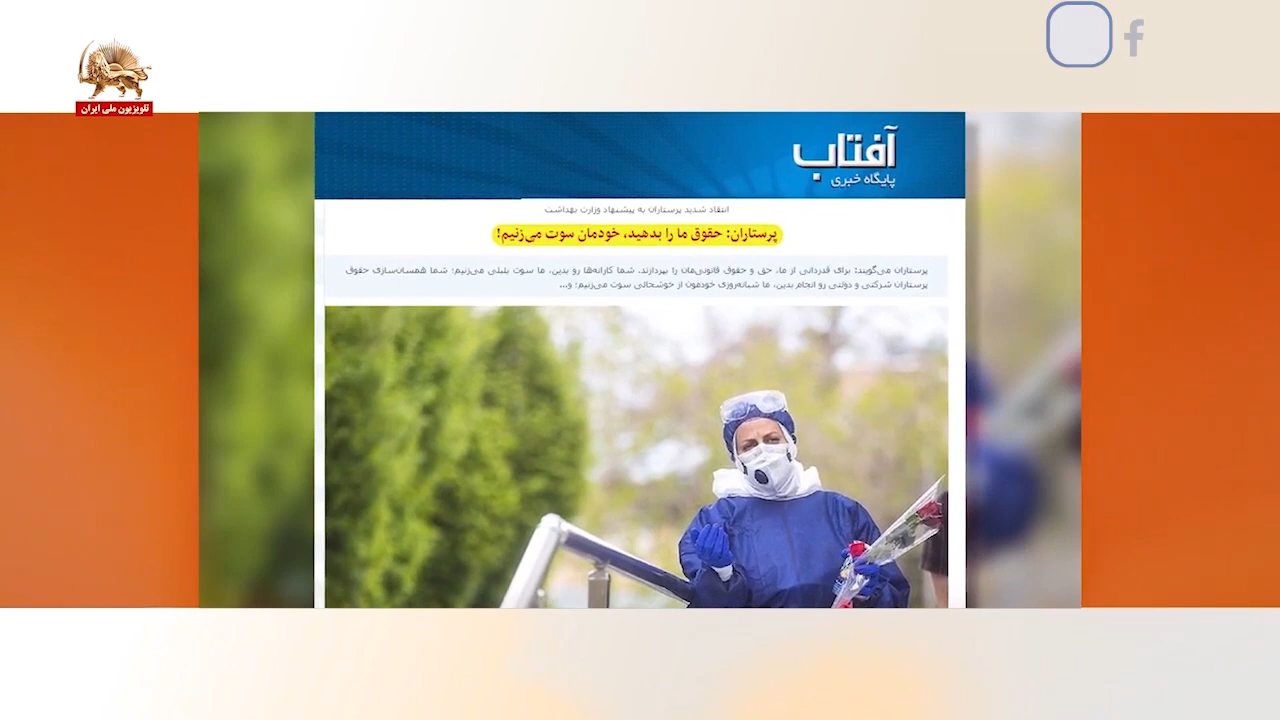 تلویزیون ملی ایران
f
آفتاب
پایگاه خبری
انتقاد شدید پرستاران به پیشنهاد وزارت بهداشت
پرستاران: حقوق ما را بدهید، خودمان سوت می‌زنیم!
پرستاران می‌گویند: برای قدردانی از ما، حق و حقوق قانونی‌مان را بپردازند. شما کارانه‌ها رو بدین، ما سوت بلبلی می‌زنیم؛ شما همسان‌سازی حقوق
پرستاران شرکتی و دولتی رو انجام بدین، ما شبانه‌روزی خودمون از خوشحالی سوت می‌زنیم؛ و...